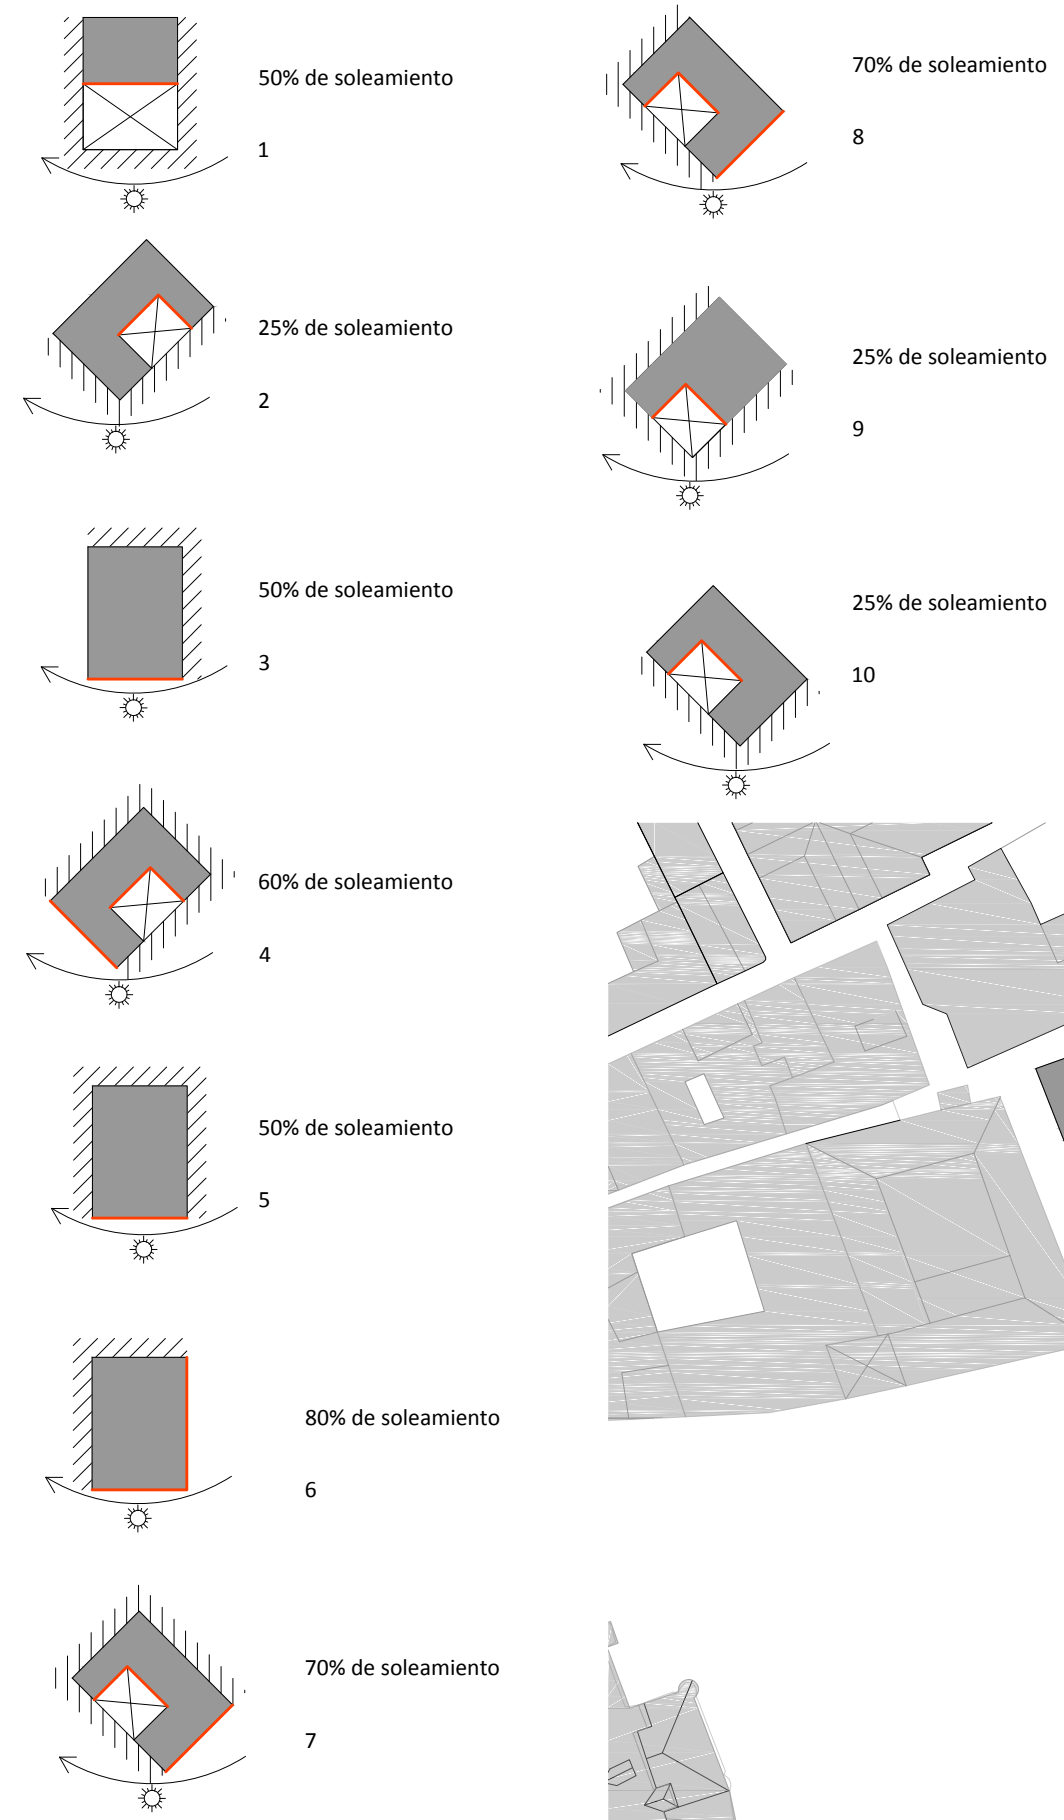 50% de soleamiento
1
25% de soleamiento
2
50% de soleamiento
3
60% de soleamiento
4
50% de soleamiento
5
80% de soleamiento
6
70% de soleamiento
7
70% de soleamiento
8
25% de soleamiento
9
25% de soleamiento
10